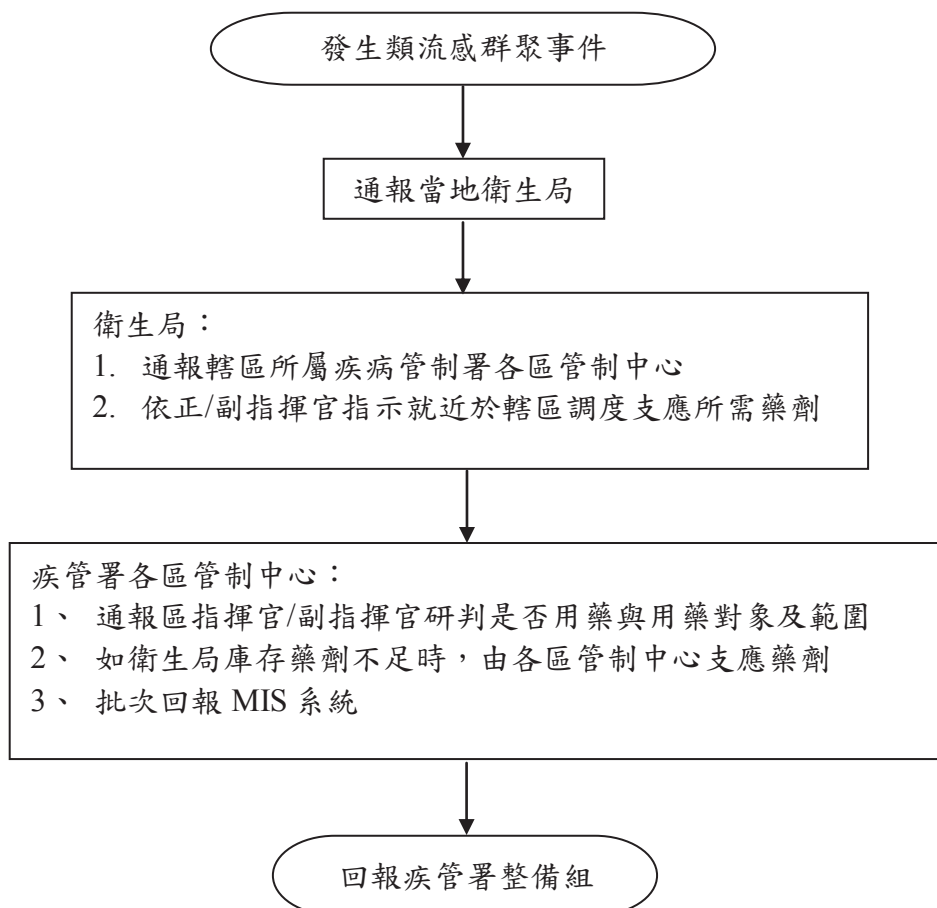 發生類流感群聚事件
通報當地衛生局
衛生局：
1. 通報轄區所屬疾病管制署各區管制中心
2. 依正/副指揮官指示就近於轄區調度支應所需藥劑
疾管署各區管制中心：
1、 通報區指揮官/副指揮官研判是否用藥與用藥對象及範圍
2、 如衛生局庫存藥劑不足時，由各區管制中心支應藥劑
3、 批次回報 MIS 系統
回報疾管署整備組